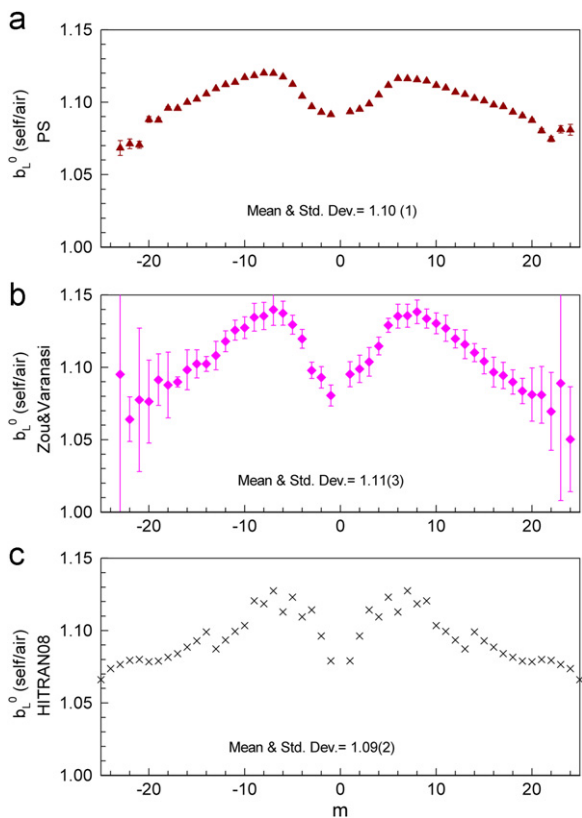 a
1.15
1.10
1.05
1.00
b_L^0 (self/air)
PS
Mean & Std. Dev.= 1.10 (1)
-20 -10 0 10 20
b
1.15
1.10
1.05
1.00
b_L^0 (self/air)
Zou&Varanasi
Mean & Std. Dev.= 1.11(3)
-20 -10 0 10 20
c
1.15
1.10
1.05
1.00
b_L^0 (self/air)
HITRAN08
Mean & Std. Dev.= 1.09(2)
-20 -10 0 10 20
m